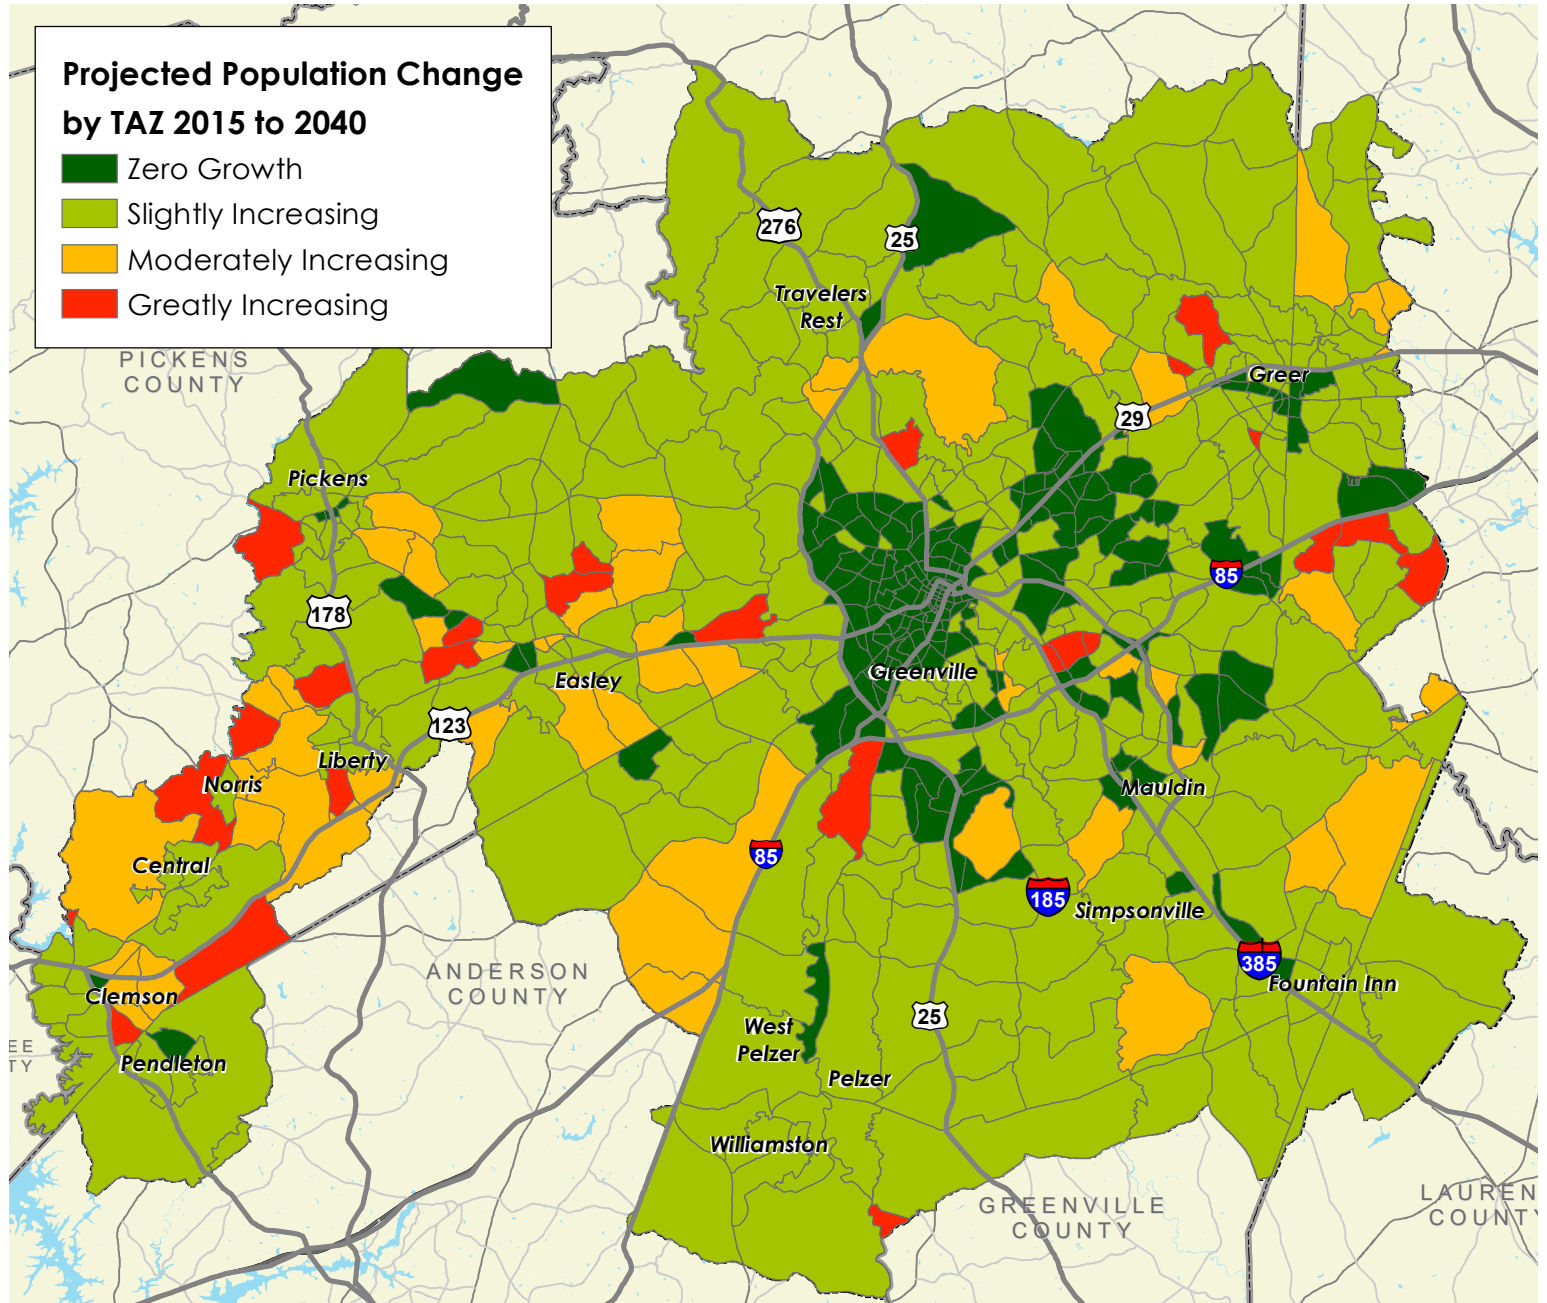 Projected Population Change
by TAZ 2015 to 2040
Zero Growth
Slightly Increasing
Moderately Increasing
Greatly Increasing
276
25
Travelers
Rest
PICKENS
COUNTY
Greer
29
Pickens
85
178
Greenville
Easley
123
Liberty
Norris
Mauldin
85
Central
185
Simpsonville
385
ANDERSON
COUNTY
Fountain Inn
Clemson
25
West
Pelzer
EE
TY
Pendleton
Pelzer
Williamston
GREENVILLE
COUNTY
LAUREN
COUNTY